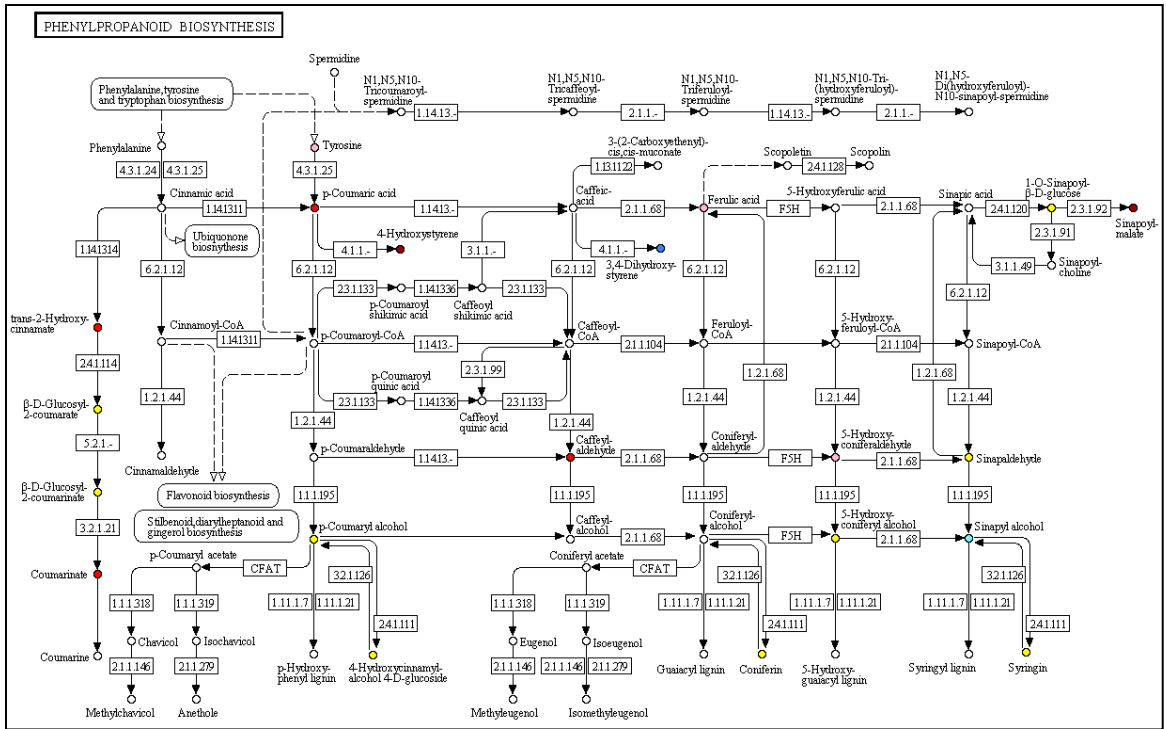 PHENYLPROPANOID BIOSYNTHESIS
Spermidine
Phenylalanine, tyrosine
and tryptophan biosynthesis
N1,N5,N10-
Tricoumaroyl-
spermidine
N1,N5,N10-
Tricaffeoyl-
spermidine
N1,N5,N10-
Triferuloyl-
spermidine
N1,N5,N10-Tri-
(hydroxyferuloyl)-
spermidine
N1,N5-
Di(hydroxyferuloyl)-
N10-sinapoyl-spermidine
1.14.13.-
2.1.1.-
1.14.13.-
2.1.1.-
Phenylalanine
Tyrosine
3-(2-Carboxyethenyl)-
cis,cis-muconate
Scopoletin
Scopolin
4.3.1.24
4.3.1.25
4.3.1.25
1.13.1122
2.4.1.128
Cinnamic acid
p-Coumaric acid
Caffeic-
acid
Ferulic acid
5-Hydroxyferulic acid
Sinapic acid
1-O-Sinapoyl-
β-D-glucose
1.14.1311
1.14.13.-
2.1.1.68
F5H
2.1.1.68
2.4.1.120
2.3.1.92
Sinapoyl-
malate
Ubiquonone
biosnythesis
4-Hydroxystyrene
4.1.1.-
3.1.1.-
4.1.1.-
3,4-Dihydroxy-
styrene
2.3.1.91
3.1.1.49
Sinapoyl-
choline
1.14.1314
6.2.1.12
6.2.1.12
6.2.1.12
6.2.1.12
6.2.1.12
6.2.1.12
2.3.1.133
1.14.1336
2.3.1.133
p-Coumaroyl
shikimic acid
Caffeoyl
shikimic acid
trans-2-Hydroxy-
cinnamate
Cinnamoyl-CoA
1.14.1311
p-Coumaroyl-CoA
1.14.13.-
Caffeoyl-
CoA
2.1.1.104
Feruloyl-
CoA
5-Hydroxy-
feruloyl-CoA
2.1.1.104
Sinapoyl-CoA
2.4.1.114
2.3.1.99
1.2.1.68
1.2.1.68
p-Coumaroyl
quinic acid
2.3.1.133
1.14.1336
2.3.1.133
Caffeoyl
quinic acid
β-D-Glucosyl-
2-coumarate
1.2.1.44
1.2.1.44
1.2.1.44
1.2.1.44
1.2.1.44
1.2.1.44
5.2.1.-
Cinnamaldehyde
p-Coumaraldehyde
1.14.13.-
Caffeyl-
aldehyde
2.1.1.68
Coniferyl-
aldehyde
F5H
5-Hydroxy-
coniferaldehyde
2.1.1.68
Sinapaldehyde
β-D-Glucosyl-
2-coumarinate
Flavonoid biosynthesis
1.1.1.195
1.1.1.195
1.1.1.195
1.1.1.195
1.1.1.195
Stilbenoid,diarylheptanoid and
gingerol biosynthesis
3.2.1.21
p-Coumaryl alcohol
Caffeyl-
alcohol
2.1.1.68
Coniferyl-
alcohol
F5H
5-Hydroxy-
coniferyl alcohol
2.1.1.68
Sinapyl alcohol
Coumarinate
p-Coumaryl acetate
CFAT
Coniferyl acetate
CFAT
3.2.1.126
3.2.1.126
3.2.1.126
1.1.1.318
1.1.1.319
1.11.1.7
1.11.1.21
2.4.1.111
1.1.1.318
1.1.1.319
1.11.1.7
1.11.1.21
2.4.1.111
1.11.1.7
1.11.1.21
1.11.1.7
1.11.1.21
2.4.1.111
Coumarine
Chavicol
Isochavicol
p-Hydroxy-
phenyl lignin
4-Hydroxycinnamyl-
alcohol 4-D-glucoside
Eugenol
Isoeugenol
Guaiacyl lignin
Coniferin
5-Hydroxy-
guaiacyl lignin
Syringyl lignin
Syringin
2.1.1.146
2.1.1.279
2.1.1.146
2.1.1.146
2.1.1.279
Methylchavicol
Anethole
Methyleugenol
Isomethyleugenol